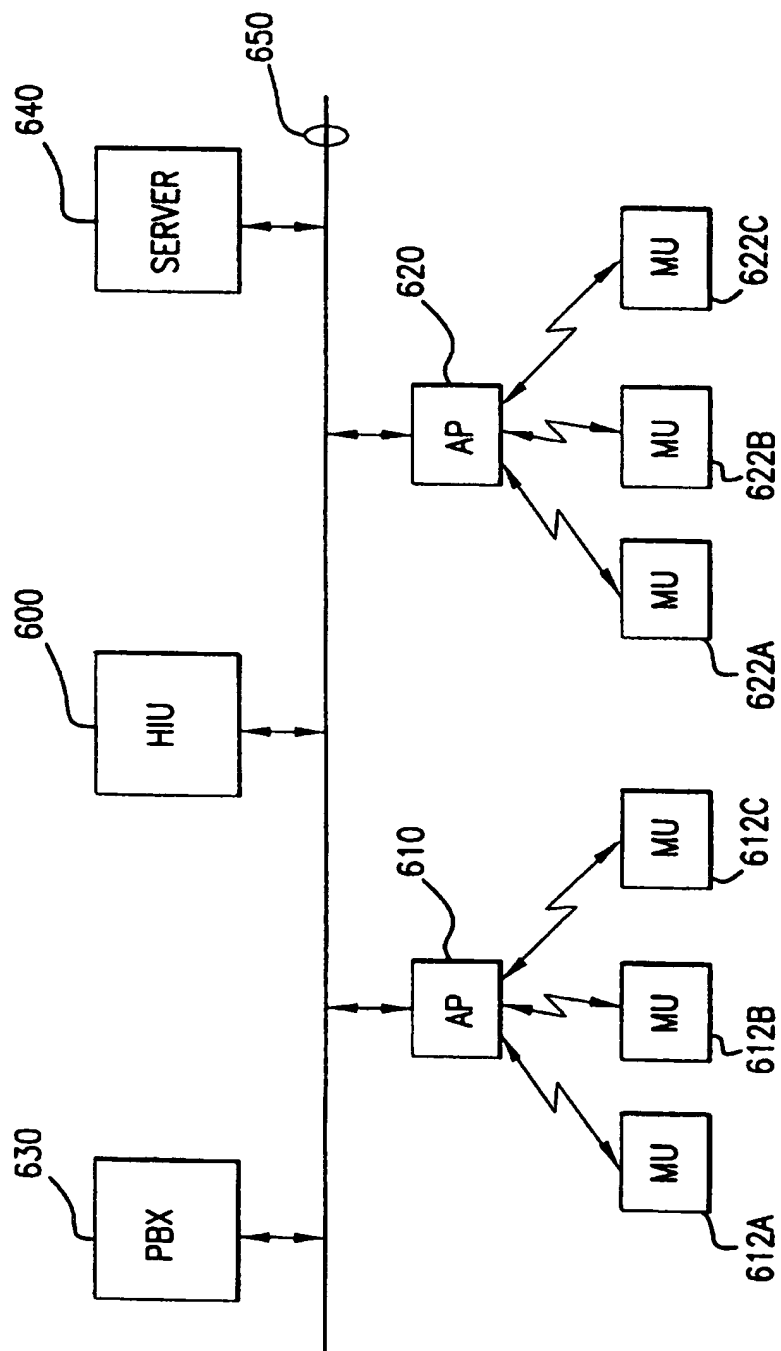 630
600
640
PBX
HIU
SERVER
650
610
620
AP
AP
MU
MU
MU
MU
MU
MU
612A
612B
612C
622A
622B
622C